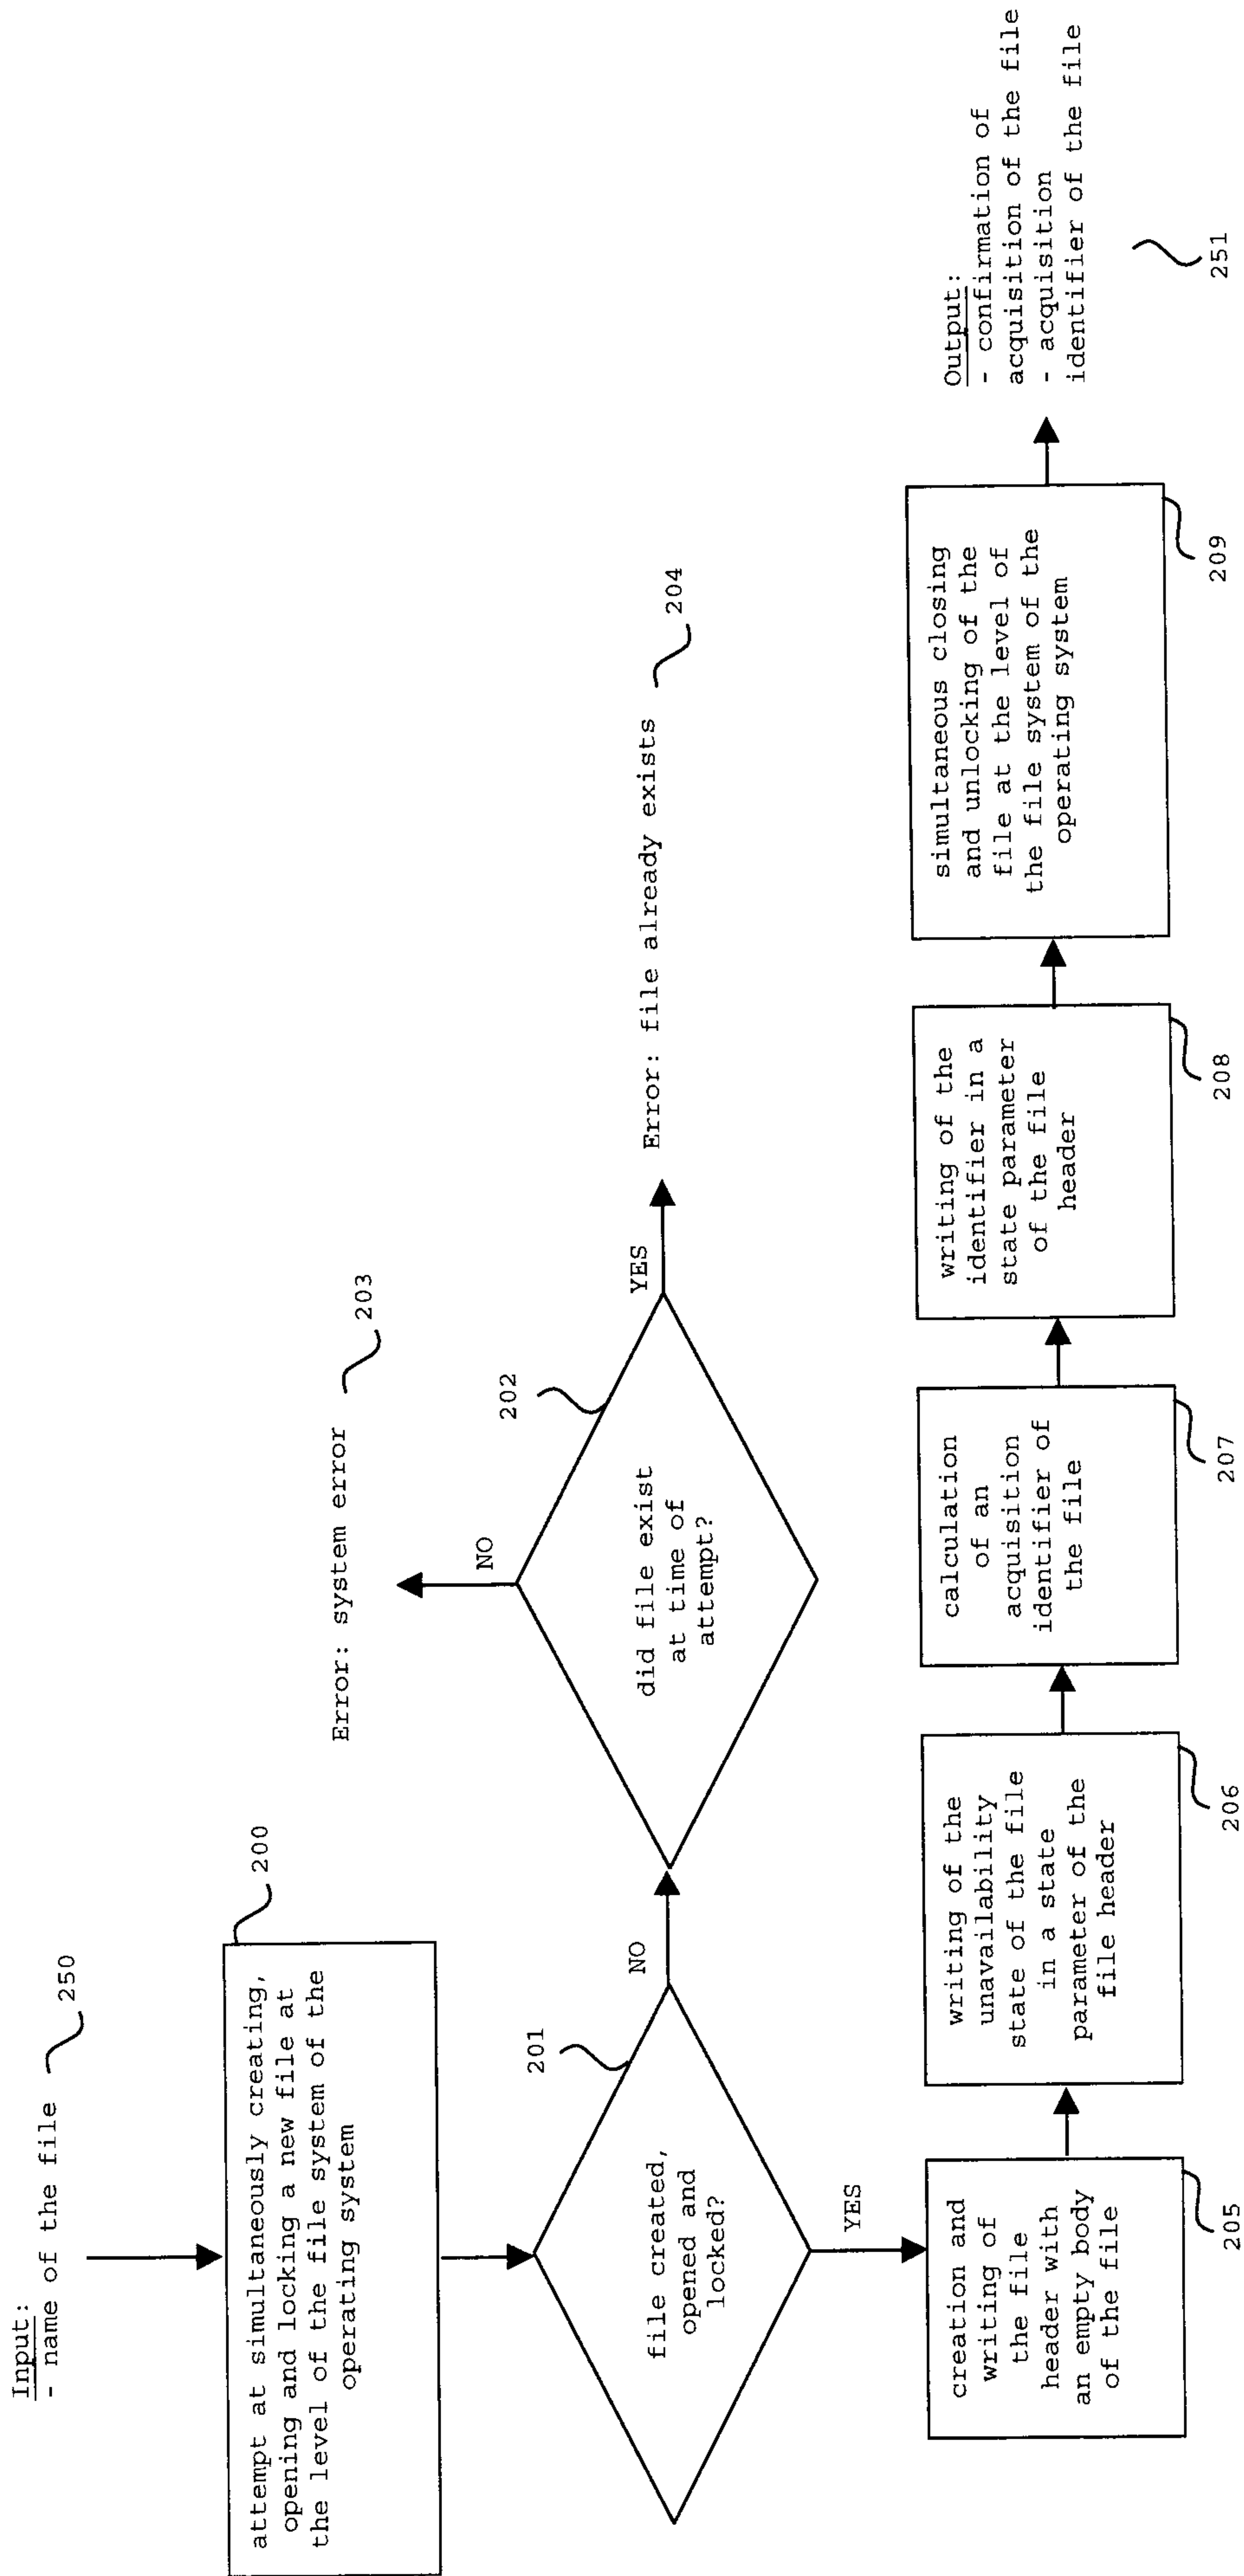 Input:
- name of the file
250
attempt at simultaneously creating,
opening and locking a new file at
the level of the file system of the
operating system
200
file created,
opened and
locked?
201
NO
YES
did file exist
at time of
attempt?
202
NO
Error: system error
203
YES
Error: file already exists
204
creation and
writing of
the file
header with
an empty body
of the file
205
writing of the
unavailability
state of the file
in a state
parameter of the
file header
206
calculation
of an
acquisition
identifier of
the file
207
writing of the
identifier in a
state parameter
of the file
header
208
simultaneous closing
and unlocking of the
file at the level of
the file system of the
operating system
209
Output:
- confirmation of
acquisition of the file
- acquisition
identifier of the file
251